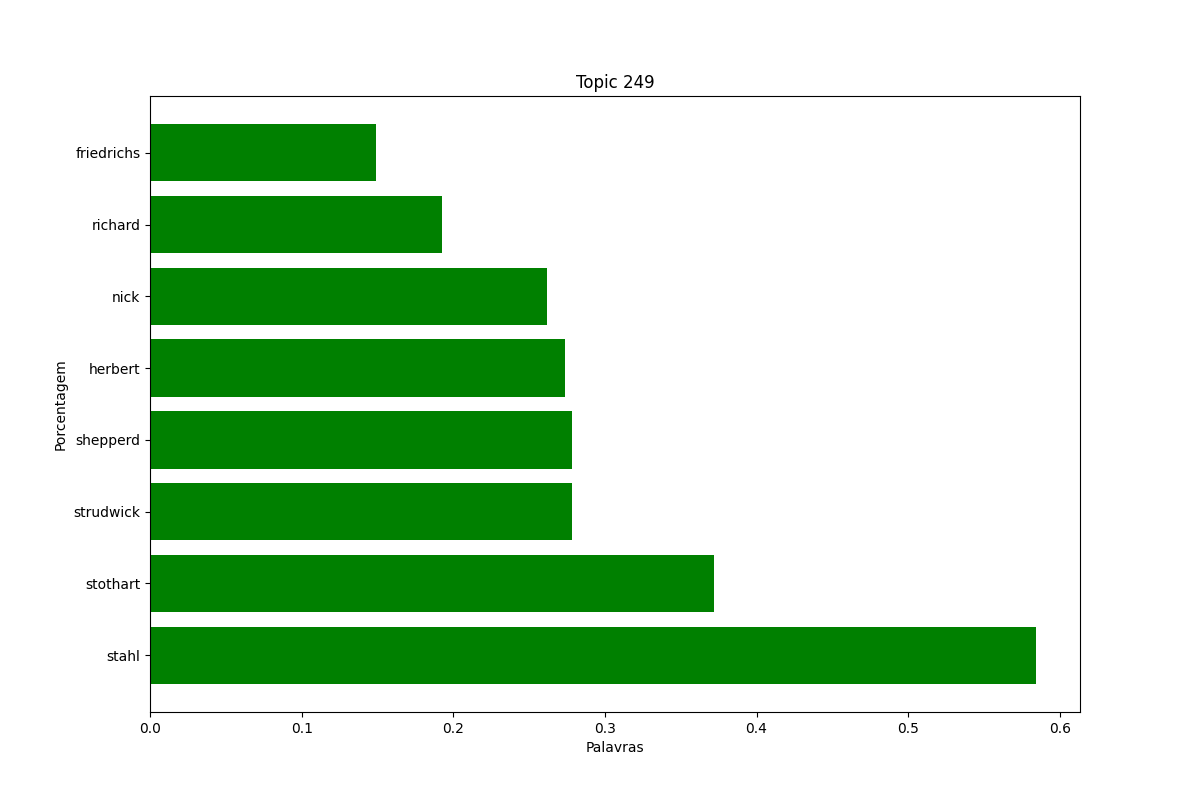 Topic 249
friedrichs
richard
nick
herbert
shepperd
strudwick
stothart
stahl
Porcentagem
0.0 0.1 0.2 0.3 0.4 0.5 0.6
Palavras